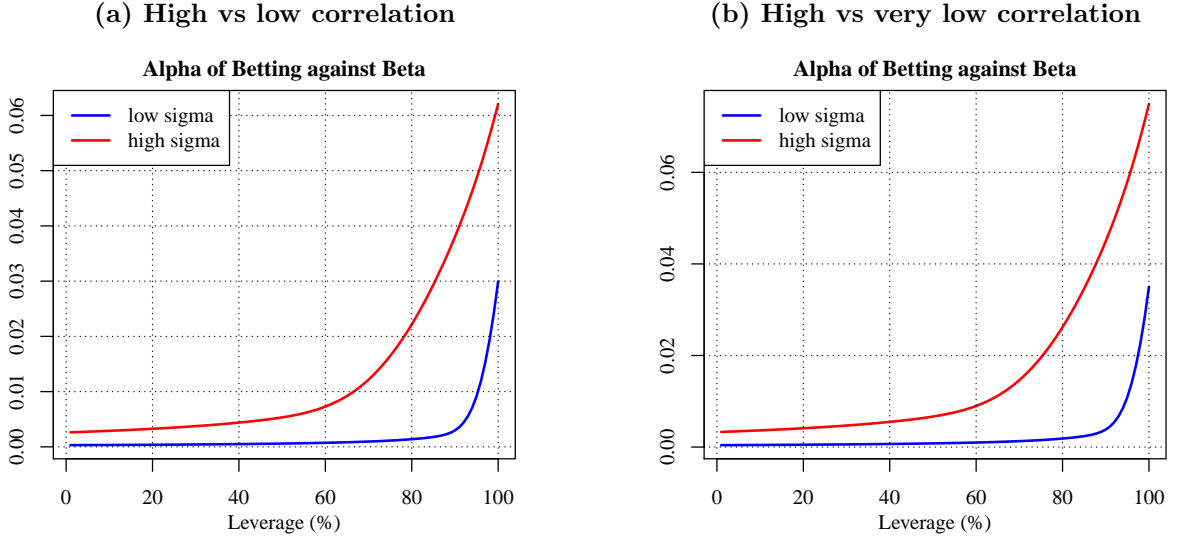 (a) High vs low correlation
Alpha of Betting against Beta
low sigma
high sigma
0.06
0.05
0.04
0.03
0.02
0.01
0.00
0 20 40 60 80 100
Leverage (%)
(b) High vs very low correlation
Alpha of Betting against Beta
low sigma
high sigma
0.06
0.04
0.02
0.00
0 20 40 60 80 100
Leverage (%)